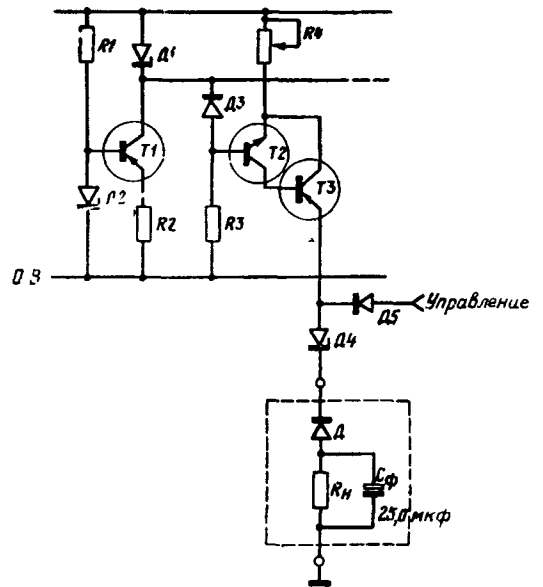 R1
Д1
R4
Д3
T1
T2
T3
Д2
R2
R3
0 В
Управление
Д5
Д4
Д
Rн
Cф
25,0 мкф